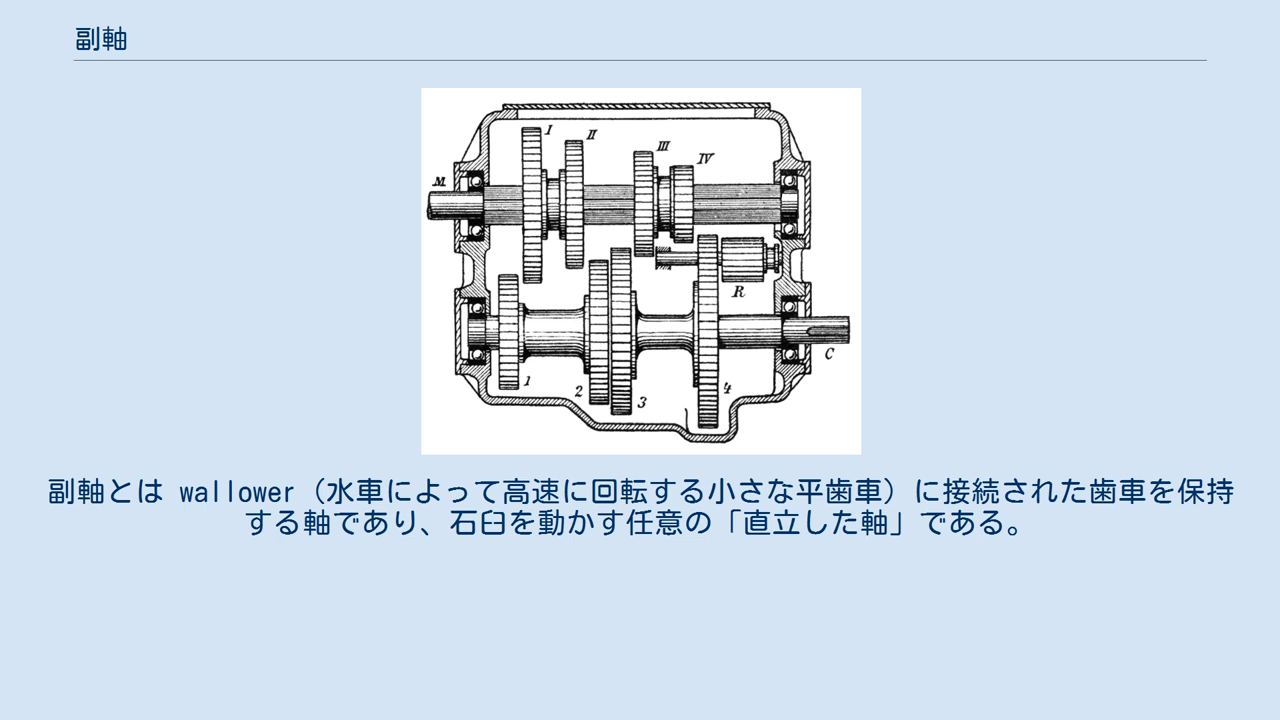 副軸
I
II
III
IV
M
R
C
1
2
3
4
副軸とは wallower（水車によって高速に回転する小さな平歯車）に接続された歯車を保持
する軸であり、石臼を動かす任意の「直立した軸」である。